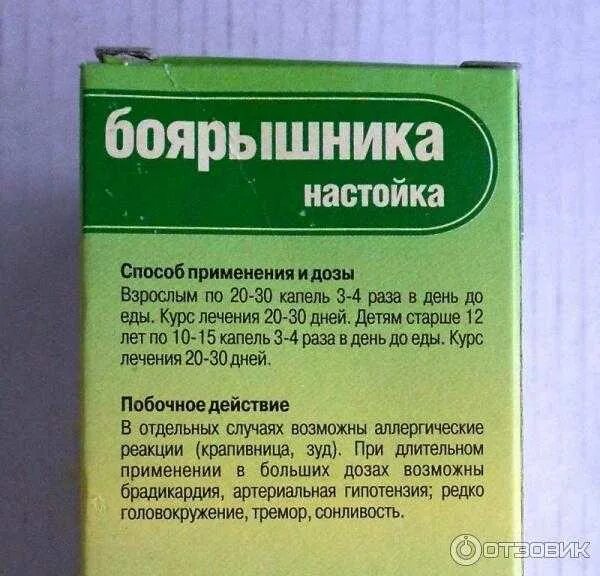 боярышника
настойка
Способ применения и дозы
Взрослым по 20-30 капель 3-4 раза в день до
еды. Курс лечения 20-30 дней. Детям старше 12
лет по 10-15 капель 3-4 раза в день до еды. Курс
лечения 20-30 дней.
Побочное действие
В отдельных случаях возможны аллергические
реакции (крапивница, зуд). При длительном
применении в больших дозах возможны
брадикардия, артериальная гипотензия; редко
головокружение, тремор, сонливость.
ОТЗОВИК